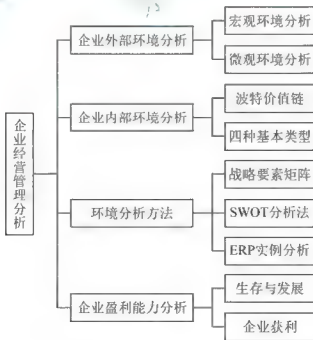 企业经营管理分析
企业外部环境分析
宏观环境分析
微观环境分析
企业内部环境分析
波特价值链
四种基本类型
环境分析方法
战略要素矩阵
SWOT分析法
ERP实例分析
企业盈利能力分析
生存与发展
企业获利